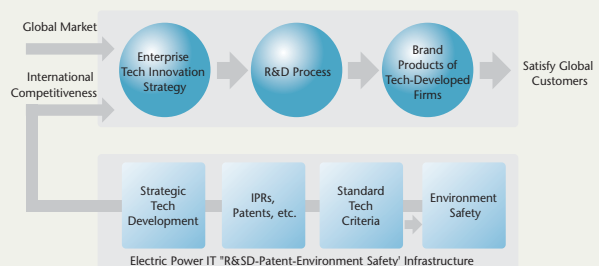 Global Market
International
Competitiveness
Enterprise
Tech Innovation
Strategy
R&D Process
Brand
Products of
Tech-Developed
Firms
Satisfy Global
Customers
Strategic
Tech
Development
IPRs,
Patents, etc.
Standard
Tech
Criteria
Environment
Safety
Electric Power IT "R&SD-Patent-Environment Safety' Infrastructure